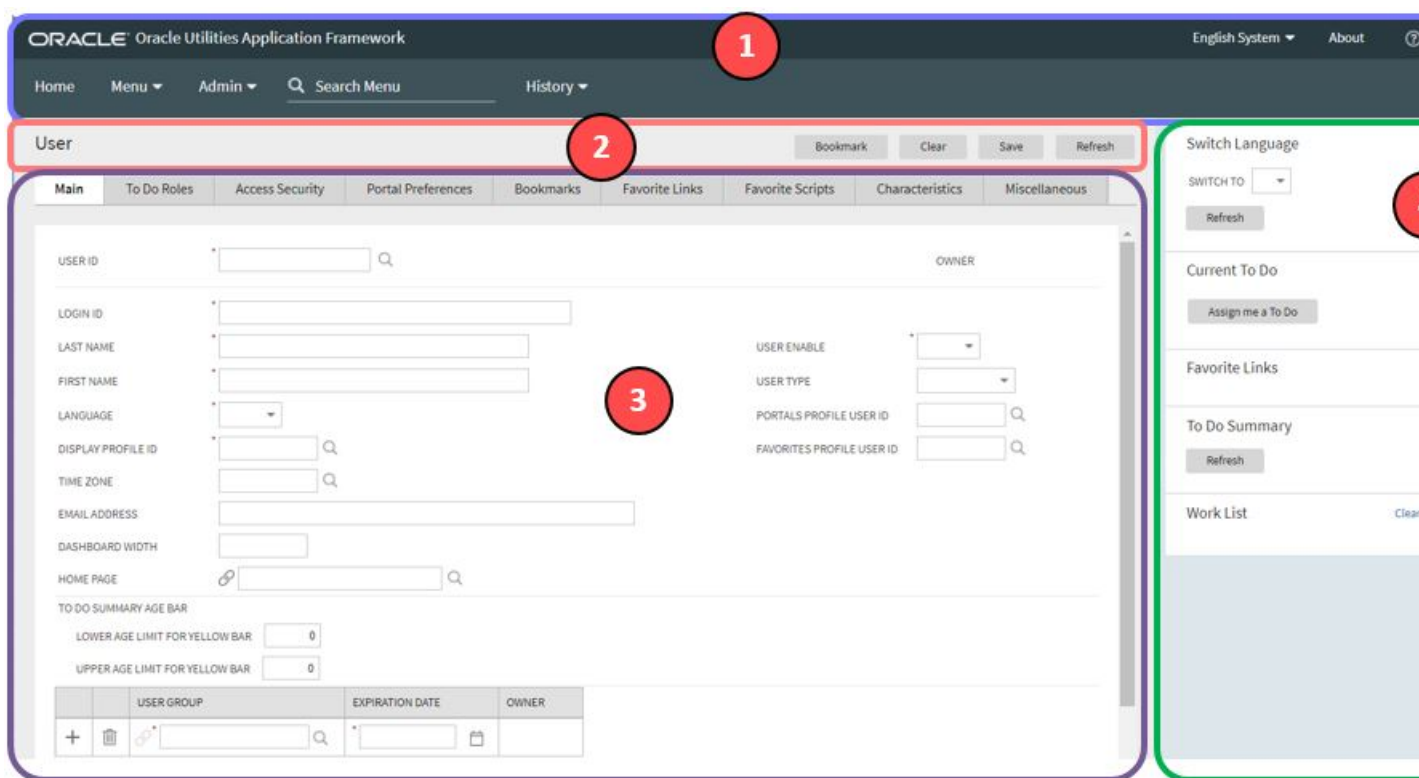 ORACLE Oracle Utilities Application Framework
1
English System
About
Home
Menu
Admin
Search Menu
History
User
2
Bookmark
Clear
Save
Refresh
Main
To Do Roles
Access Security
Portal Preferences
Bookmarks
Favorite Links
Favorite Scripts
Characteristics
Miscellaneous
USER ID *
OWNER
LOGIN ID *
LAST NAME *
FIRST NAME *
LANGUAGE *
DISPLAY PROFILE ID *
TIME ZONE
EMAIL ADDRESS
DASHBOARD WIDTH
HOME PAGE
3
USER ENABLE *
USER TYPE
PORTALS PROFILE USER ID
FAVORITES PROFILE USER ID
TO DO SUMMARY AGE BAR
LOWER AGE LIMIT FOR YELLOW BAR 0
UPPER AGE LIMIT FOR YELLOW BAR 0
USER GROUP
EXPIRATION DATE
OWNER
* *
Switch Language
SWITCH TO
Refresh
Current To Do
Assign me a To Do
Favorite Links
To Do Summary
Refresh
Work List
Clear